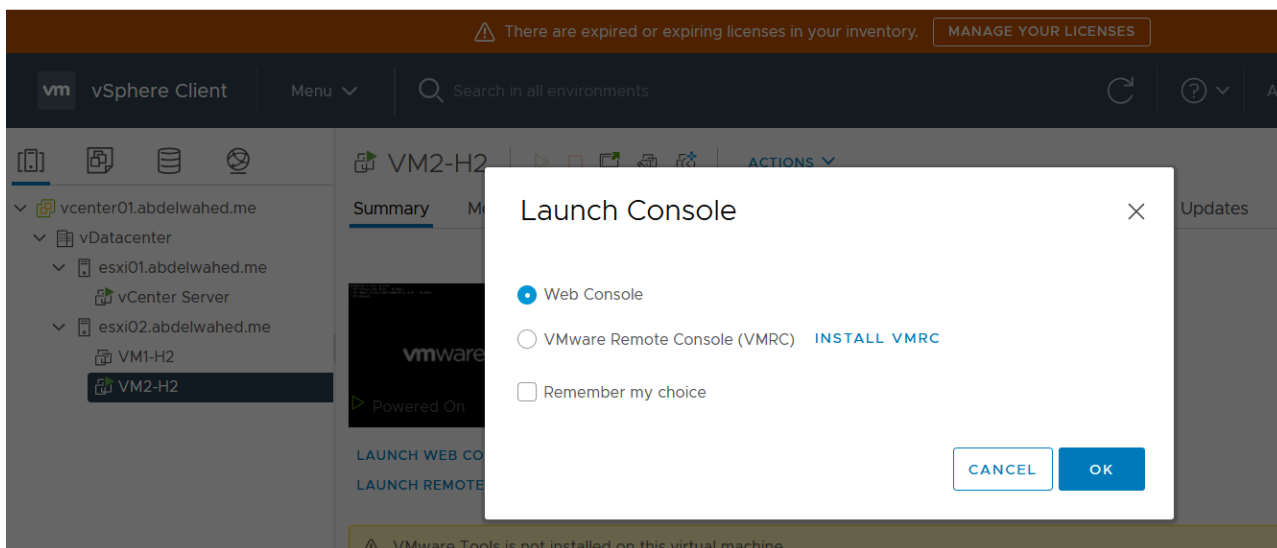 There are expired or expiring licenses in your inventory. MANAGE YOUR LICENSES
vm vSphere Client Menu Search in all environments A
VM2-H2 ACTIONS
vcenter01.abdelwahed.me
vDatacenter
esxi01.abdelwahed.me
vCenter Server
esxi02.abdelwahed.me
VM1-H2
VM2-H2
Summary Mo Updates
Launch Console
Web Console
VMware Remote Console (VMRC) INSTALL VMRC
Remember my choice
CANCEL OK
vmware
Powered On
LAUNCH WEB CO
LAUNCH REMOTE
VMware Tools is not installed on this virtual machine